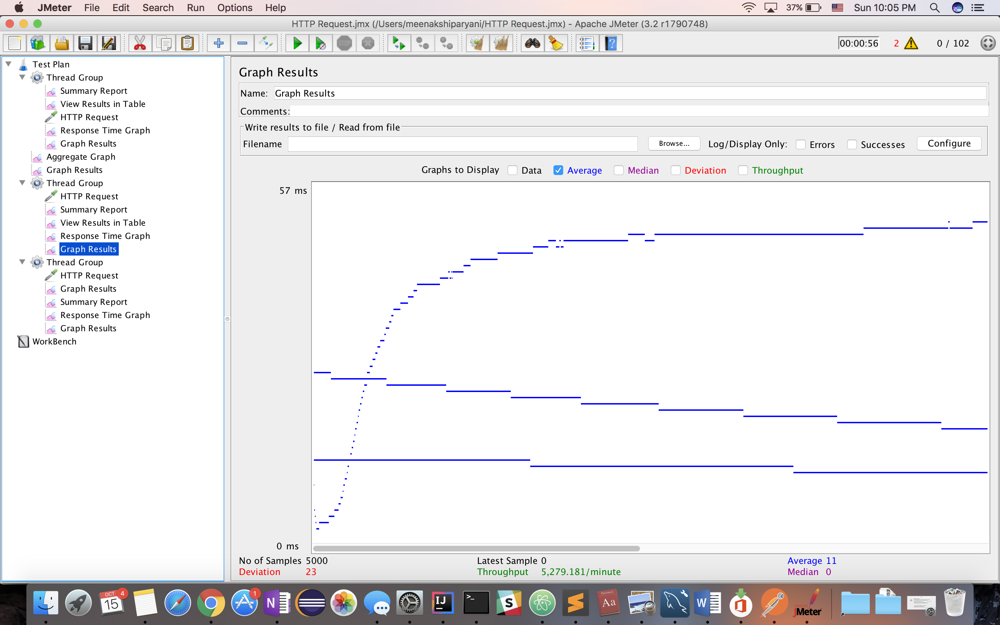 JMeter File Edit Search Run Options Help 37% Sun 10:05 PM
HTTP Request.jmx (/Users/meenakshiparyani/HTTP Request.jmx) - Apache JMeter (3.2 r1790748)
STOP 00:00:56 2 0 / 102
Test Plan
Thread Group
Summary Report
View Results in Table
HTTP Request
Response Time Graph
Graph Results
Aggregate Graph
Graph Results
Thread Group
HTTP Request
Summary Report
View Results in Table
Response Time Graph
Graph Results
Thread Group
HTTP Request
Graph Results
Summary Report
Response Time Graph
Graph Results
WorkBench
Graph Results
Name: Graph Results
Comments:
Write results to file / Read from file
Filename Browse... Log/Display Only: Errors Successes Configure
Graphs to Display Data Average Median Deviation Throughput
57 ms
0 ms
No of Samples 5000 Latest Sample 0 Average 11
Deviation 23 Throughput 5,279.181/minute Median 0
OCT 4
15
1
N
IJ
>_
S
Dictionary
Aa
W
APACHE
JMeter